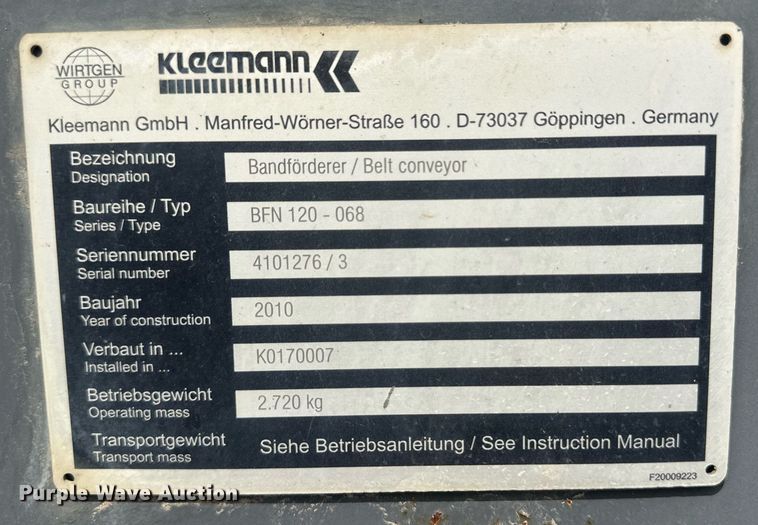 WIRTGEN
GROUP
KLEEMANN
Kleemann GmbH . Manfred-Wörner-Straße 160 . D-73037 Göppingen . Germany
Bezeichnung
Designation
Bandförderer / Belt conveyor
Baureihe / Typ
Series / Type
BFN 120 - 068
Seriennummer
Serial number
4101276 / 3
Baujahr
Year of construction
2010
Verbaut in ...
Installed in ...
K0170007
Betriebsgewicht
Operating mass
2.720 kg
Transportgewicht
Transport mass
Siehe Betriebsanleitung / See Instruction Manual
F20009223
Purple Wave Auction